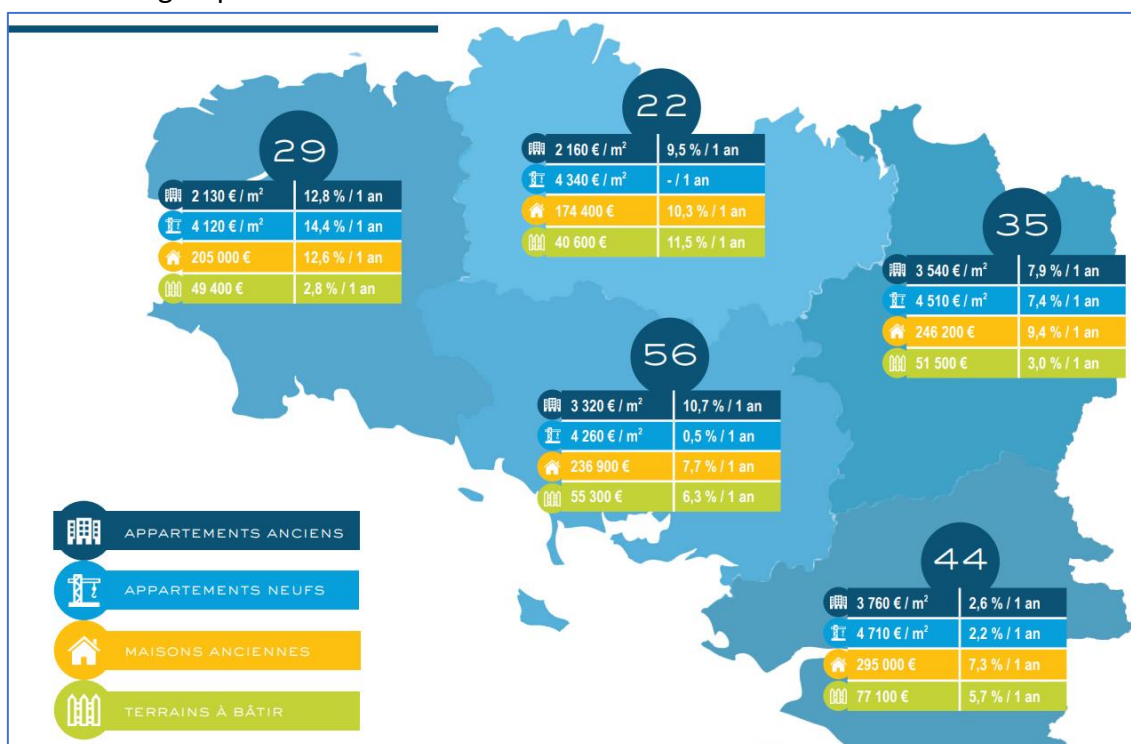 22
2 160 € / m² 9,5 % / 1 an
4 340 € / m² - / 1 an
174 400 € 10,3 % / 1 an
40 600 € 11,5 % / 1 an
29
2 130 € / m² 12,8 % / 1 an
4 120 € / m² 14,4 % / 1 an
205 000 € 12,6 % / 1 an
49 400 € 2,8 % / 1 an
35
3 540 € / m² 7,9 % / 1 an
4 510 € / m² 7,4 % / 1 an
246 200 € 9,4 % / 1 an
51 500 € 3,0 % / 1 an
56
3 320 € / m² 10,7 % / 1 an
4 260 € / m² 0,5 % / 1 an
236 900 € 7,7 % / 1 an
55 300 € 6,3 % / 1 an
44
3 760 € / m² 2,6 % / 1 an
4 710 € / m² 2,2 % / 1 an
295 000 € 7,3 % / 1 an
77 100 € 5,7 % / 1 an
APPARTEMENTS ANCIENS
APPARTEMENTS NEUFS
MAISONS ANCIENNES
TERRAINS À BÂTIR